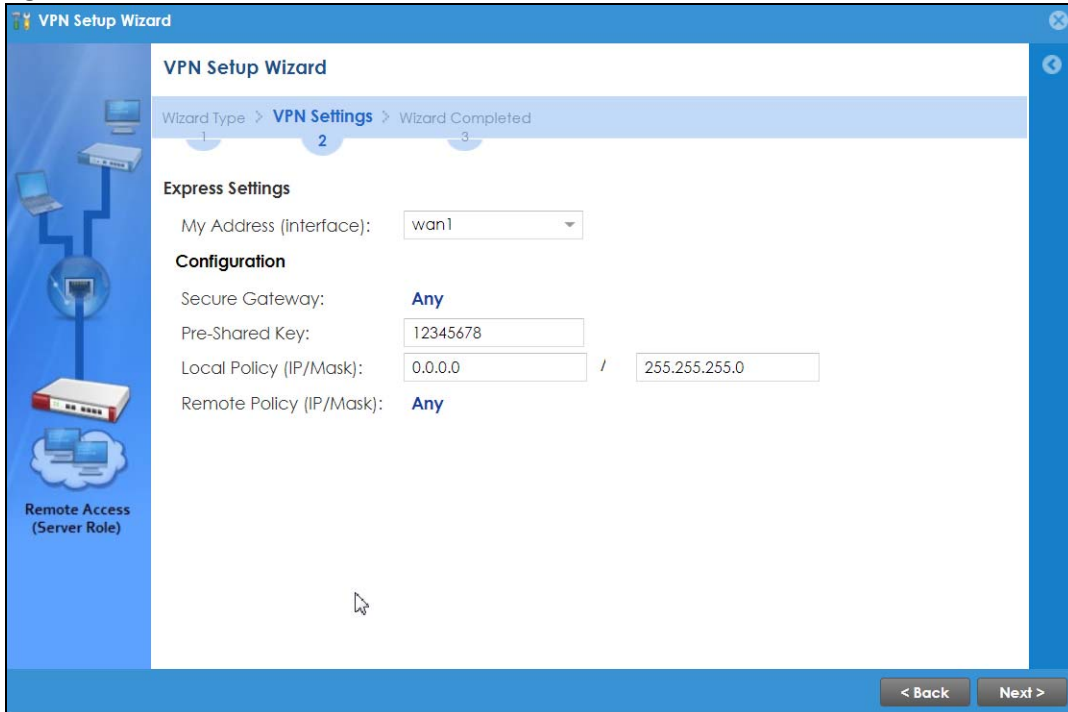 VPN Setup Wizard
VPN Setup Wizard
Wizard Type > VPN Settings > Wizard Completed
1 2 3
Express Settings
My Address (interface): wan1
Configuration
Secure Gateway: Any
Pre-Shared Key: 12345678
Local Policy (IP/Mask): 0.0.0.0 / 255.255.255.0
Remote Policy (IP/Mask): Any
Remote Access
(Server Role)
< Back Next >